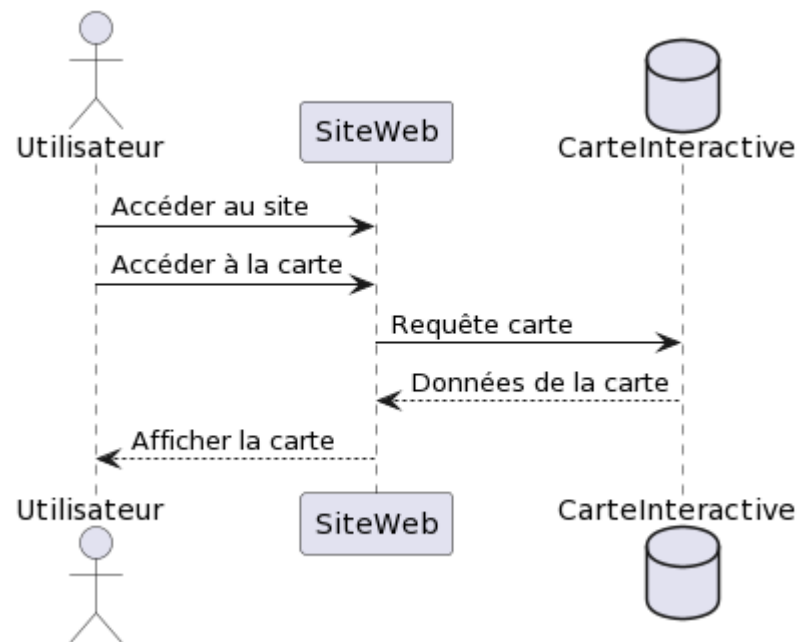 Utilisateur
SiteWeb
CarteInteractive
Accéder au site
Accéder à la carte
Requête carte
Données de la carte
Afficher la carte
Utilisateur
SiteWeb
CarteInteractive